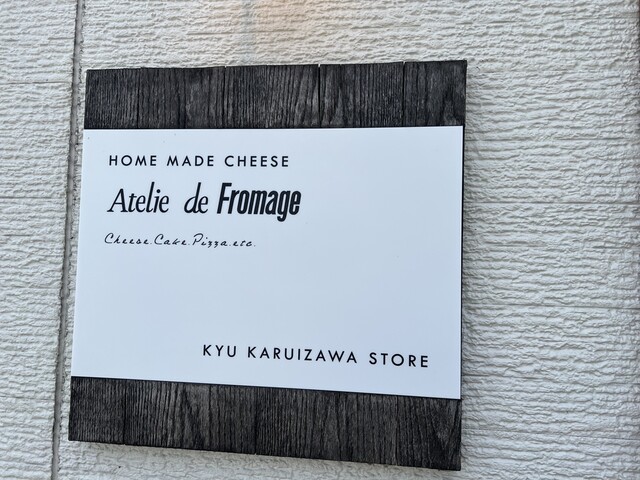 HOME MADE CHEESE
Atelie de Fromage
Cheese.Cake.Pizza.etc.
KYU KARUIZAWA STORE